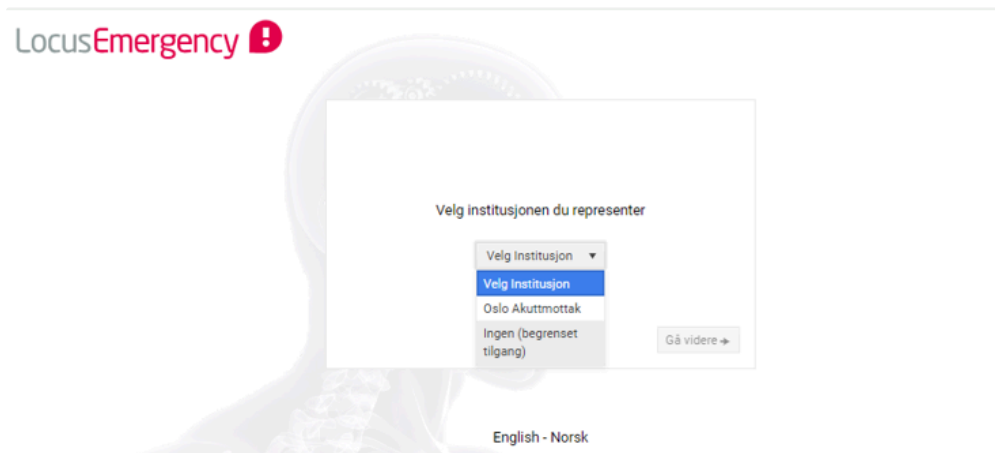 LocusEmergency
Velg institusjonen du representer
Velg Institusjon
Velg Institusjon
Oslo Akuttmottak
Ingen (begrenset
tilgang)
Gå videre
English - Norsk